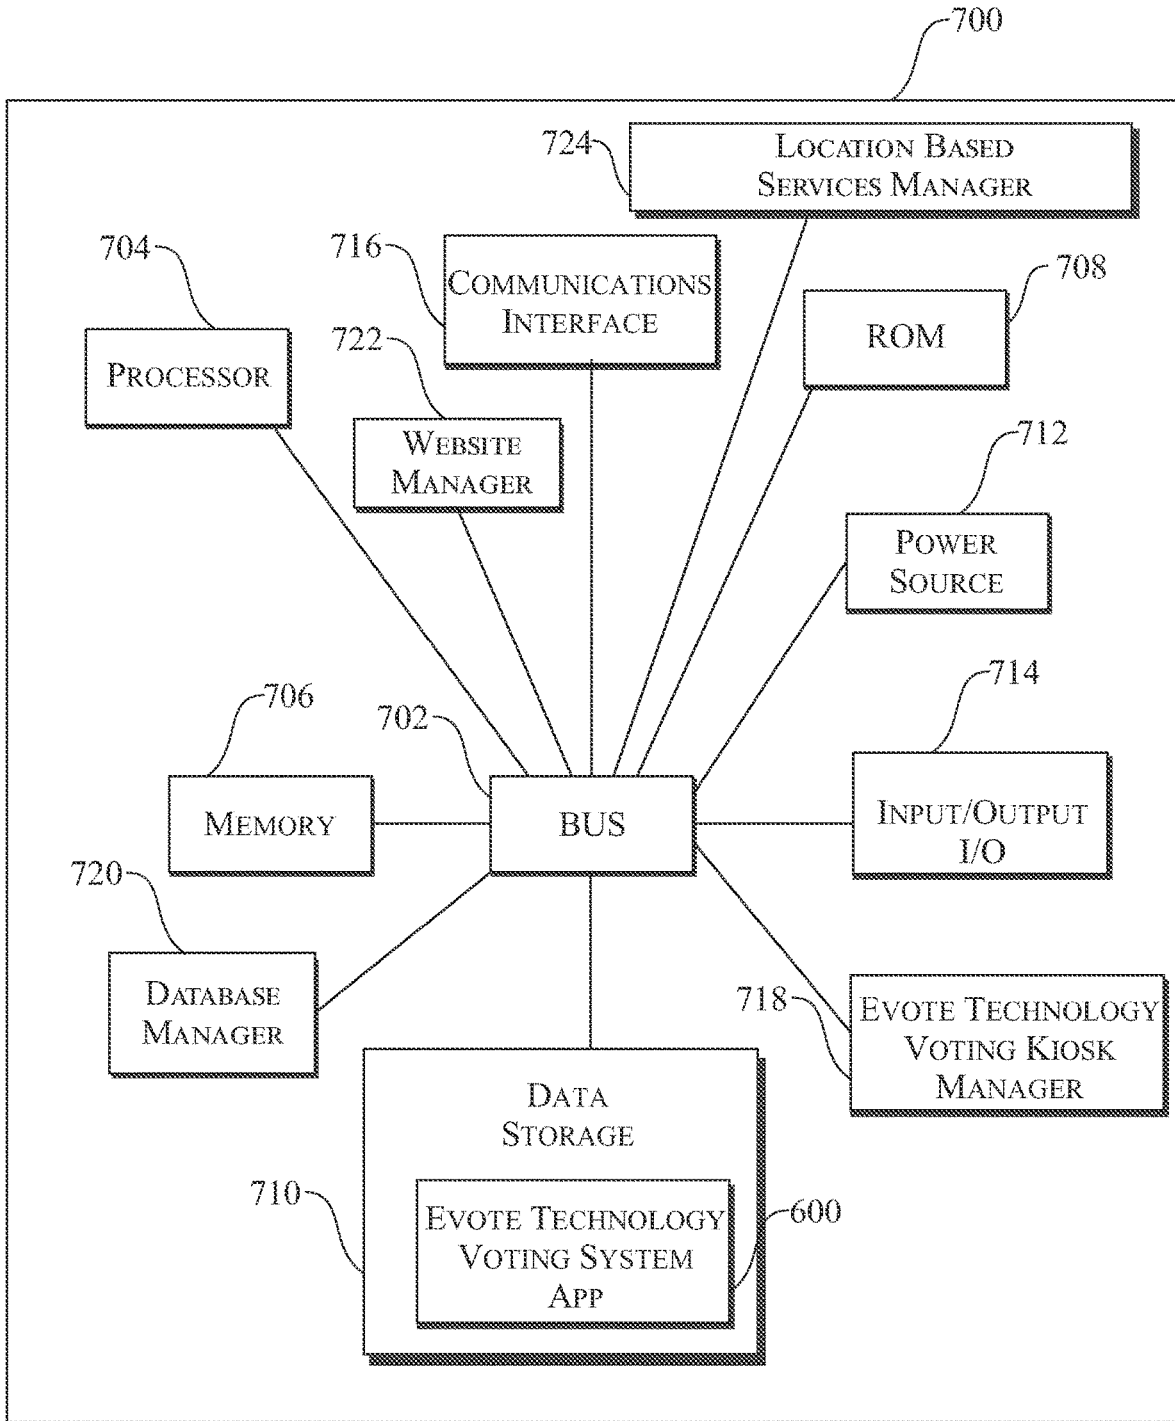 700
724
LOCATION BASED
SERVICES MANAGER
704
716
COMMUNICATIONS
INTERFACE
708
ROM
PROCESSOR
722
WEBSITE
MANAGER
712
POWER
SOURCE
706
702
714
MEMORY
BUS
INPUT/OUTPUT
I/O
720
DATABASE
MANAGER
718
EVOTE TECHNOLOGY
VOTING KIOSK
MANAGER
DATA
STORAGE
710
600
EVOTE TECHNOLOGY
VOTING SYSTEM
APP